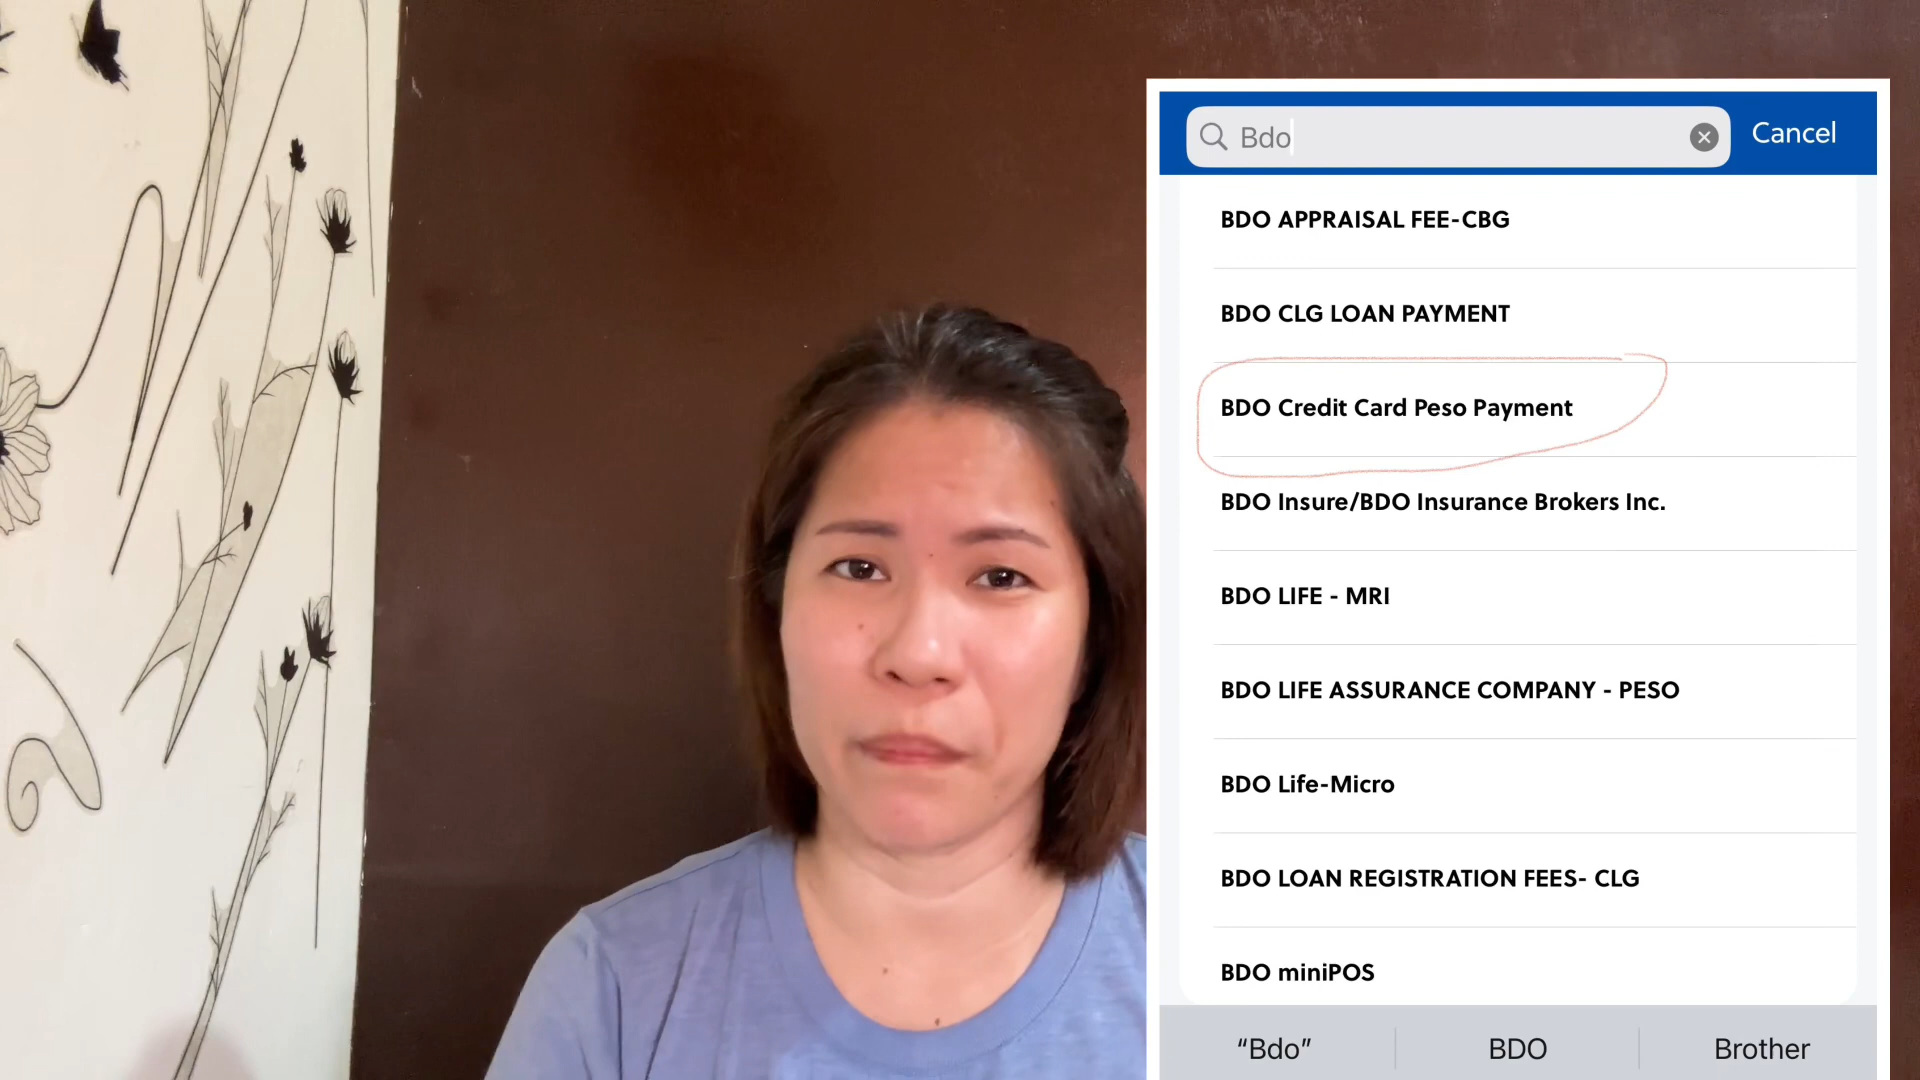 Bdo
Cancel
BDO APPRAISAL FEE-CBG
BDO CLG LOAN PAYMENT
BDO Credit Card Peso Payment
BDO Insure/BDO Insurance Brokers Inc.
BDO LIFE - MRI
BDO LIFE ASSURANCE COMPANY - PESO
BDO Life-Micro
BDO LOAN REGISTRATION FEES- CLG
BDO miniPOS
“Bdo”
BDO
Brother